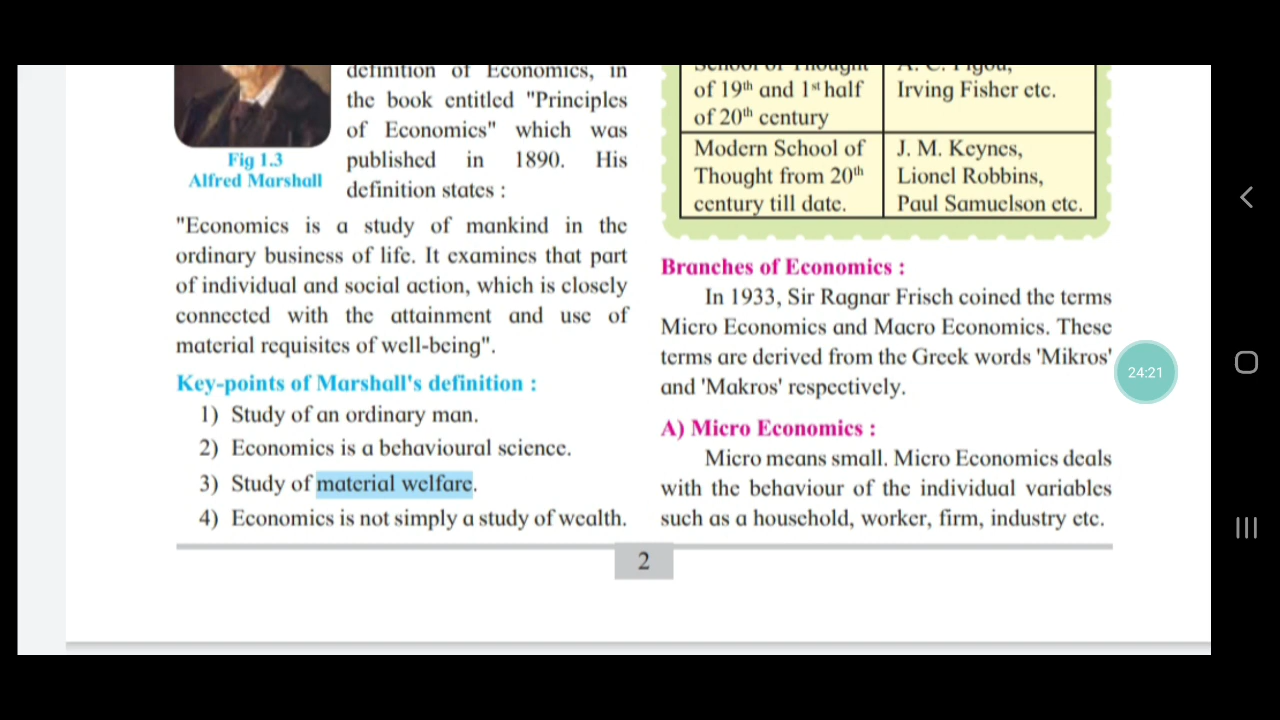 definition of Economics, in
the book entitled "Principles
of Economics" which was
published in 1890. His
definition states :
Fig 1.3
Alfred Marshall
"Economics is a study of mankind in the
ordinary business of life. It examines that part
of individual and social action, which is closely
connected with the attainment and use of
material requisites of well-being".
Key-points of Marshall's definition :
1) Study of an ordinary man.
2) Economics is a behavioural science.
3) Study of material welfare.
4) Economics is not simply a study of wealth.
School of Thought
of 19th and 1st half
of 20th century
A. C. Pigou,
Irving Fisher etc.
Modern School of
Thought from 20th
century till date.
J. M. Keynes,
Lionel Robbins,
Paul Samuelson etc.
Branches of Economics :
In 1933, Sir Ragnar Frisch coined the terms
Micro Economics and Macro Economics. These
terms are derived from the Greek words 'Mikros'
and 'Makros' respectively.
A) Micro Economics :
Micro means small. Micro Economics deals
with the behaviour of the individual variables
such as a household, worker, firm, industry etc.
2
24:21